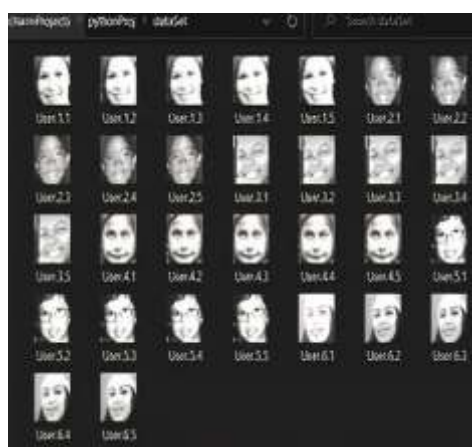 charmProjects pythonProj dataSet Search dataSet
User.1.1 User.1.2 User.1.3 User.1.4 User.1.5 User.2.1 User.2.2
User.2.3 User.2.4 User.2.5 User.3.1 User.3.2 User.3.3 User.3.4
User.3.5 User.4.1 User.4.2 User.4.3 User.4.4 User.4.5 User.5.1
User.5.2 User.5.3 User.5.4 User.5.5 User.6.1 User.6.2 User.6.3
User.6.4 User.6.5